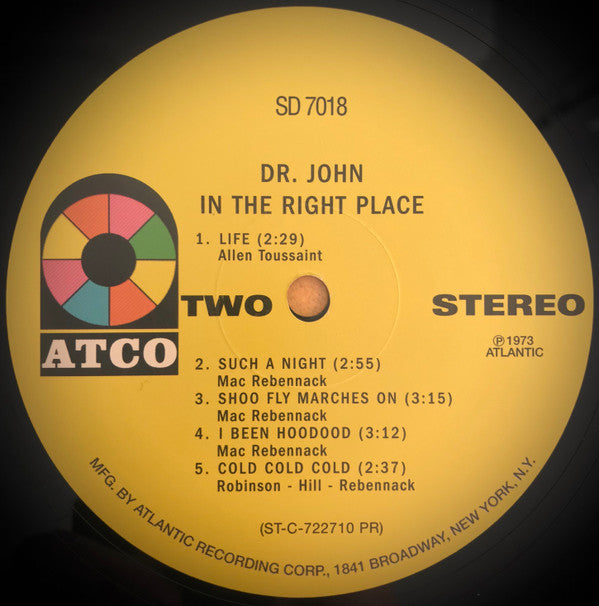 SD 7018
DR. JOHN
IN THE RIGHT PLACE
1. LIFE (2:29)
Allen Toussaint
TWO
STEREO
ATCO
℗ 1973
ATLANTIC
2. SUCH A NIGHT (2:55)
Mac Rebennack
3. SHOO FLY MARCHES ON (3:15)
Mac Rebennack
4. I BEEN HOODOOD (3:12)
Mac Rebennack
5. COLD COLD COLD (2:37)
Robinson - Hill - Rebennack
(ST-C-722710 PR)
MFG. BY ATLANTIC RECORDING CORP., 1841 BROADWAY, NEW YORK, N.Y.